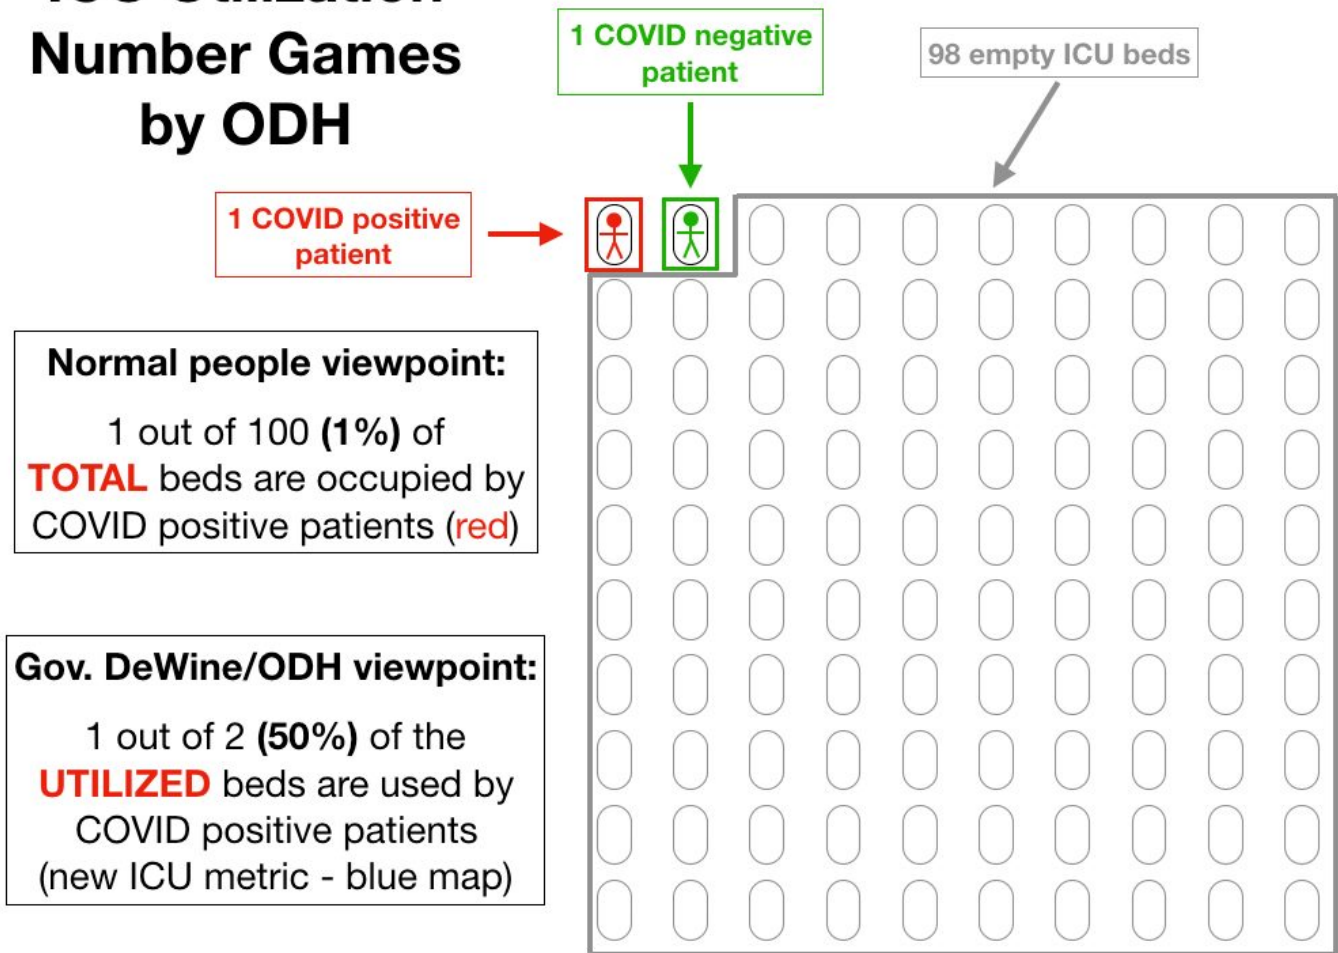 ICU Utilization
Number Games
by ODH
1 COVID negative
patient
98 empty ICU beds
1 COVID positive
patient
Normal people viewpoint:
1 out of 100 (1%) of
TOTAL beds are occupied by
COVID positive patients (red)
Gov. DeWine/ODH viewpoint:
1 out of 2 (50%) of the
UTILIZED beds are used by
COVID positive patients
(new ICU metric - blue map)